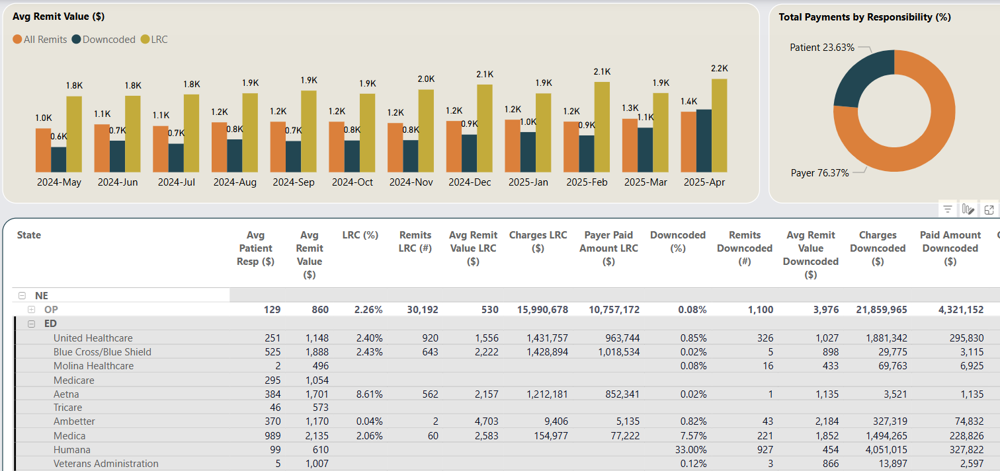 Avg Remit Value ($)
All Remits Downcoded LRC
1.0K 0.6K 1.8K
1.1K 0.7K 1.8K
1.1K 0.7K 1.8K
1.2K 0.8K 1.9K
1.2K 0.7K 1.9K
1.2K 0.8K 1.9K
1.2K 0.8K 2.0K
1.2K 0.9K 2.1K
1.2K 1.0K 1.9K
1.2K 0.9K 2.1K
1.3K 1.1K 1.9K
1.4K 2.2K
2024-May 2024-Jun 2024-Jul 2024-Aug 2024-Sep 2024-Oct 2024-Nov 2024-Dec 2025-Jan 2025-Feb 2025-Mar 2025-Apr
Total Payments by Responsibility (%)
Patient 23.63%
Payer 76.37%
State Avg Patient Resp ($) Avg Remit Value ($) LRC (%) Remits LRC (#) Avg Remit Value LRC ($) Charges LRC ($) Payer Paid Amount LRC ($) Downcoded (%) Remits Downcoded (#) Avg Remit Value Downcoded ($) Charges Downcoded ($) Paid Amount Downcoded ($)
NE
OP 129 860 2.26% 30,192 530 15,990,678 10,757,172 0.08% 1,100 3,976 21,859,965 4,321,152
ED
United Healthcare 251 1,148 2.40% 920 1,556 1,431,757 963,744 0.85% 326 1,027 1,881,342 295,830
Blue Cross/Blue Shield 525 1,888 2.43% 643 2,222 1,428,894 1,018,534 0.02% 5 898 29,775 3,115
Molina Healthcare 2 496 0.08% 16 433 69,763 6,925
Medicare 295 1,054
Aetna 384 1,701 8.61% 562 2,157 1,212,181 852,341 0.02% 1 1,135 3,521 1,135
Tricare 46 573
Ambetter 370 1,170 0.04% 2 4,703 9,406 5,135 0.82% 43 2,184 327,319 74,832
Medica 989 2,135 2.06% 60 2,583 154,977 77,222 7.57% 221 1,852 1,494,265 228,826
Humana 99 610 33.00% 927 454 4,051,015 327,822
Veterans Administration 5 1,007 0.12% 3 866 13,897 2,597